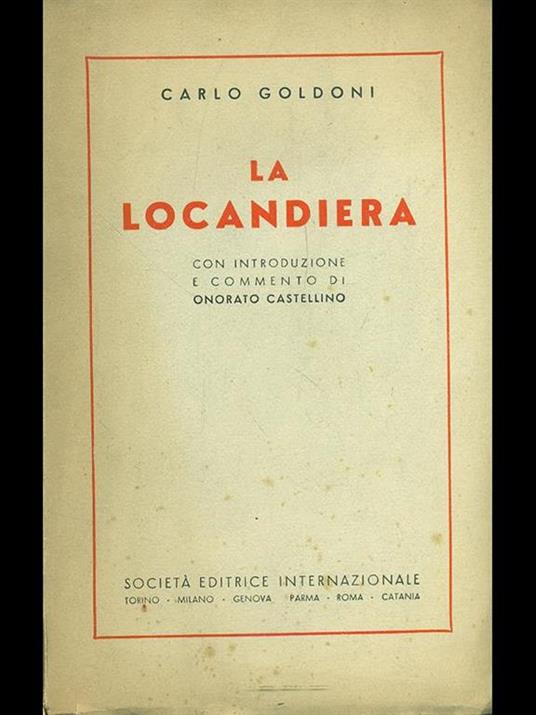 CARLO GOLDONI
LA
LOCANDIERA
CON INTRODUZIONE
E COMMENTO DI
ONORATO CASTELLINO
SOCIETÀ EDITRICE INTERNAZIONALE
TORINO - MILANO - GENOVA PARMA - ROMA - CATANIA